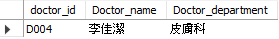 doctor_id Doctor_name Doctor_department
D004 李佳潔 皮膚科